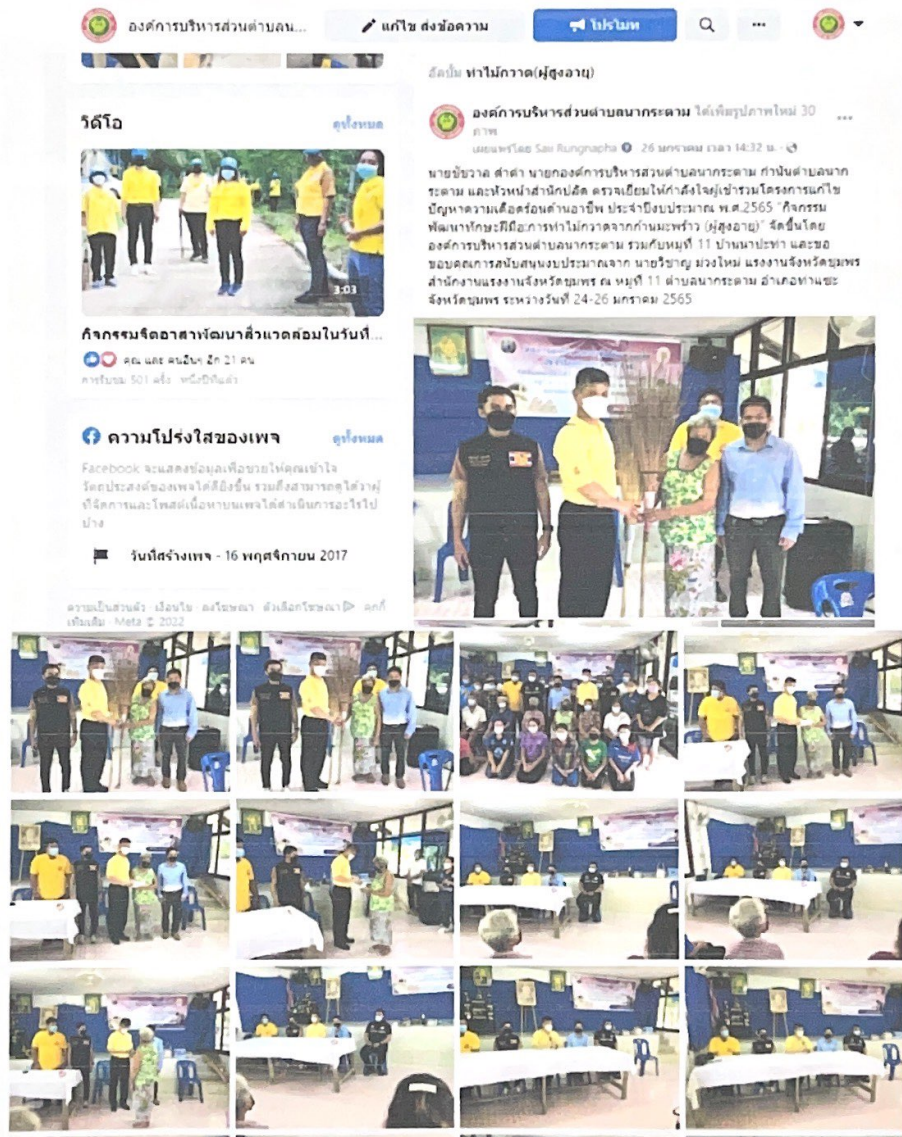 องค์การบริหารส่วนตำบลน...
แก้ไข ส่งข้อความ
โปรโมท
วิดีโอ
ดูทั้งหมด
3:03
กิจกรรมจิตอาสาพัฒนาสิ่งแวดล้อมในวันที่...
คุณ และ คนอื่นๆ อีก 21 คน
การรับชม 501 ครั้ง · หนึ่งปีที่แล้ว
ความโปร่งใสของเพจ
ดูทั้งหมด
Facebook จะแสดงข้อมูลเพื่อช่วยให้คุณเข้าใจ
วัตถุประสงค์ของเพจได้ดียิ่งขึ้น รวมถึงสามารถดูได้ว่าผู้
ที่จัดการและโพสต์เนื้อหาบนเพจได้ดำเนินการอะไรไป
บ้าง
วันที่สร้างเพจ - 16 พฤศจิกายน 2017
ความเป็นส่วนตัว · เงื่อนไข · ลงโฆษณา · ตัวเลือกโฆษณา · คุกกี้
เพิ่มเติม · Meta © 2022
อัลบั้ม ทำไม้กวาด(ผู้สูงอายุ)
องค์การบริหารส่วนตำบลนากระตาม ได้เพิ่มรูปภาพใหม่ 30
ภาพ
เผยแพร่โดย Sav Rungnapha · 26 มกราคม เวลา 14:32 น. ·
นายขับวาล ตำดำ นายกองค์การบริหารส่วนตำบลนากระตาม กำนันตำบลนาก
ระตาม และหัวหน้าสำนักปลัด ตรวจเยี่ยมให้กำลังใจผู้เข้าร่วมโครงการแก้ไข
ปัญหาความเดือดร้อนด้านอาชีพ ประจำปีงบประมาณ พ.ศ.2565 "กิจกรรม
พัฒนาทักษะฝีมือ:การทำไม้กวาดจากก้านมะพร้าว (ผู้สูงอายุ)" จัดขึ้นโดย
องค์การบริหารส่วนตำบลนากระตาม รวมกับหมู่ที่ 11 บ้านนาปะทา และขอ
ขอบคุณการสนับสนุนงบประมาณจาก นายวิชาญ ม่วงใหม่ แรงงานจังหวัดชุมพร
สำนักงานแรงงานจังหวัดชุมพร ณ หมู่ที่ 11 ตำบลนากระตาม อำเภอท่าแซะ
จังหวัดชุมพร ระหว่างวันที่ 24-26 มกราคม 2565